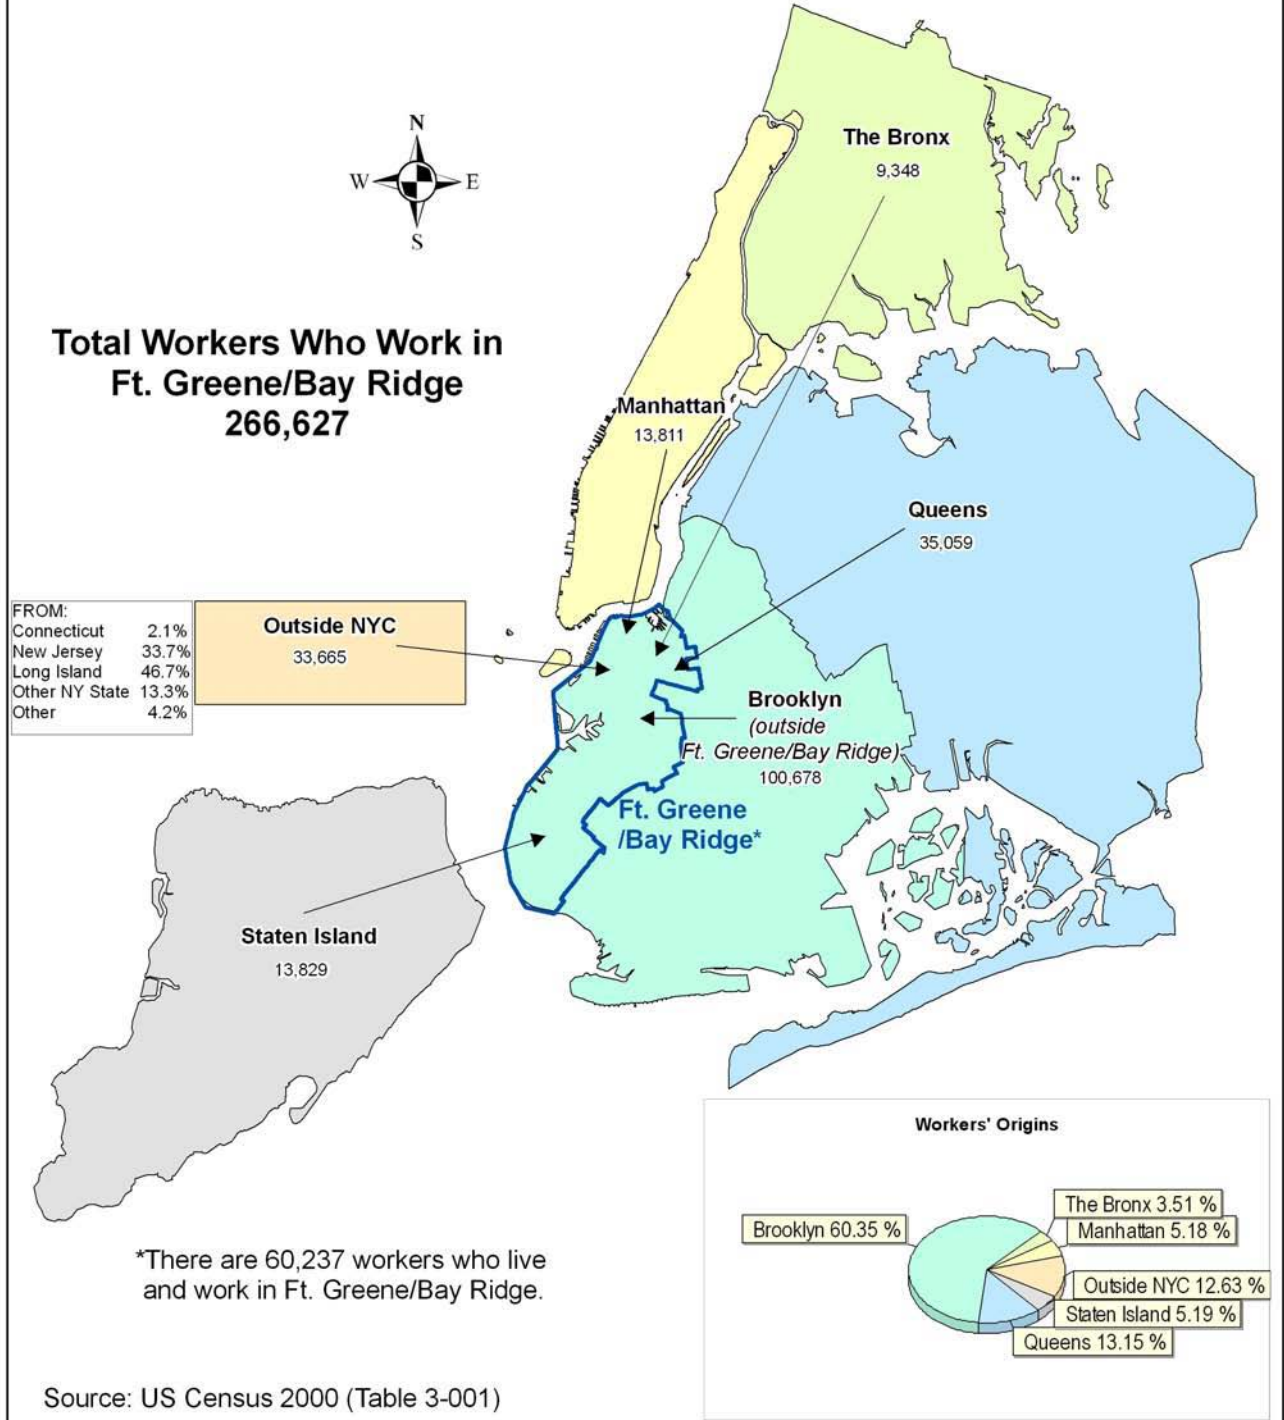 N
W E
S
The Bronx
9,348
Total Workers Who Work in
Ft. Greene/Bay Ridge
266,627
Manhattan
13,811
Queens
35,059
FROM:
Connecticut 2.1%
New Jersey 33.7%
Long Island 46.7%
Other NY State 13.3%
Other 4.2%
Outside NYC
33,665
Brooklyn
(outside
Ft. Greene/Bay Ridge)
100,678
Ft. Greene
/Bay Ridge*
Staten Island
13,829
*There are 60,237 workers who live
and work in Ft. Greene/Bay Ridge.
Source: US Census 2000 (Table 3-001)
Workers' Origins
The Bronx 3.51 %
Brooklyn 60.35 %
Manhattan 5.18 %
Outside NYC 12.63 %
Staten Island 5.19 %
Queens 13.15 %